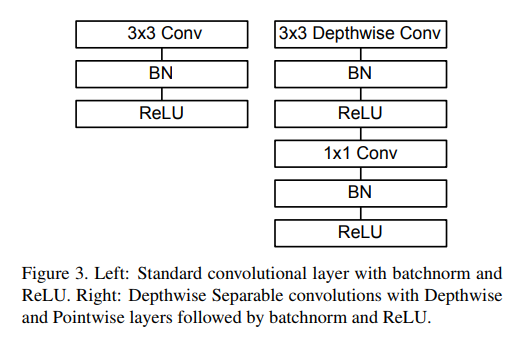 3x3 Conv
BN
ReLU
3x3 Depthwise Conv
BN
ReLU
1x1 Conv
BN
ReLU
Figure 3. Left: Standard convolutional layer with batchnorm and
ReLU. Right: Depthwise Separable convolutions with Depthwise
and Pointwise layers followed by batchnorm and ReLU.